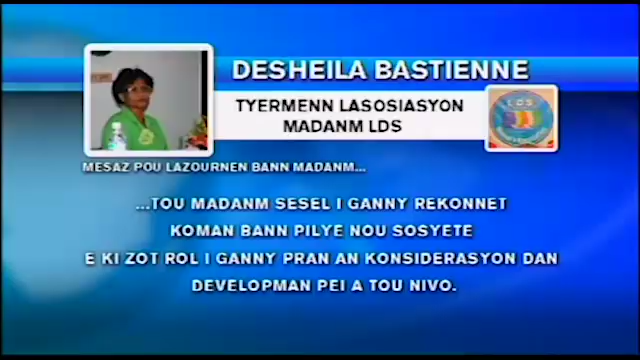 DESHEILA BASTIENNE
TYERMENN LASOSIASYON
MADANM LDS
L.D.S.
MESAZ POU LAZOURNEN BANN MADANM...
...TOU MADANM SESEL I GANNY REKONNET
KOMAN BANN PILYE NOU SOSYETE
E KI ZOT ROL I GANNY PRAN AN KONSIDERASYON DAN
DEVELOPMAN PEI A TOU NIVO.